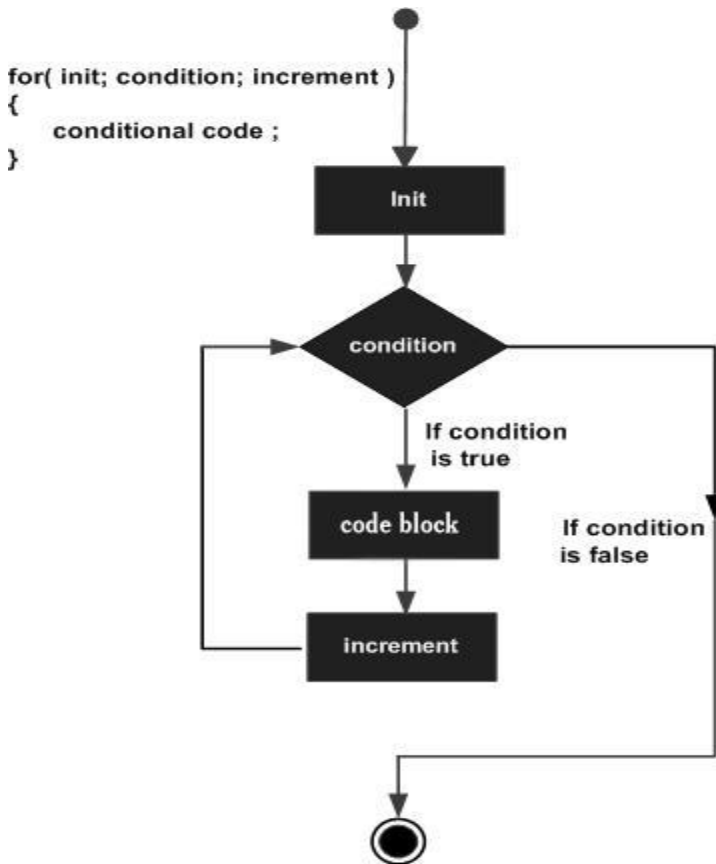 for( init; condition; increment )
{
conditional code ;
}
Init
condition
If condition
is true
code block
If condition
is false
increment